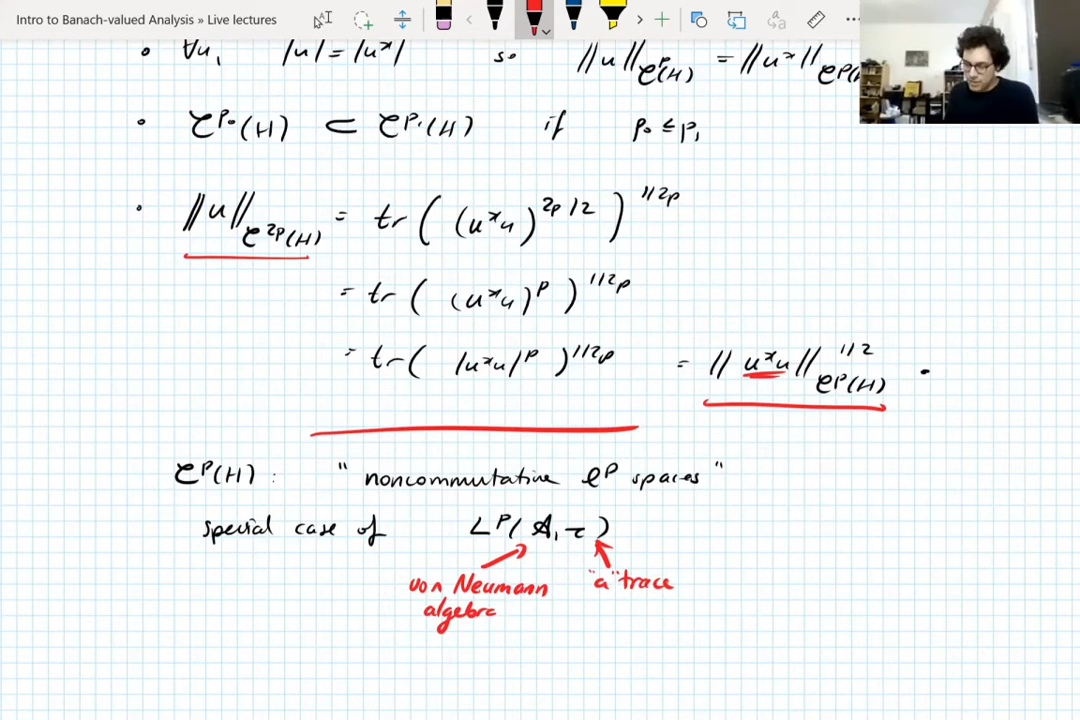 Intro to Banach-valued Analysis » Live lectures
• ∀u, |u| = |u*| so ‖u‖_{𝒞^p(H)} = ‖u*‖_{𝒞^p(H
• 𝒞^{p₀}(H) ⊂ 𝒞^{p₁}(H) if p₀ ≤ p₁
• ‖u‖_{𝒞^{2p}(H)} = tr( (u*u)^{2p/2} )^{1/2p}
= tr( (u*u)^p )^{1/2p}
= tr( |u*u|^p )^{1/2p} = ‖u*u‖^{1/2}_{𝒞^p(H)} .
𝒞^p(H) : "noncommutative ℓ^p spaces"
special case of L^p(𝒜, τ)
von Neumann algebra
"a" trace